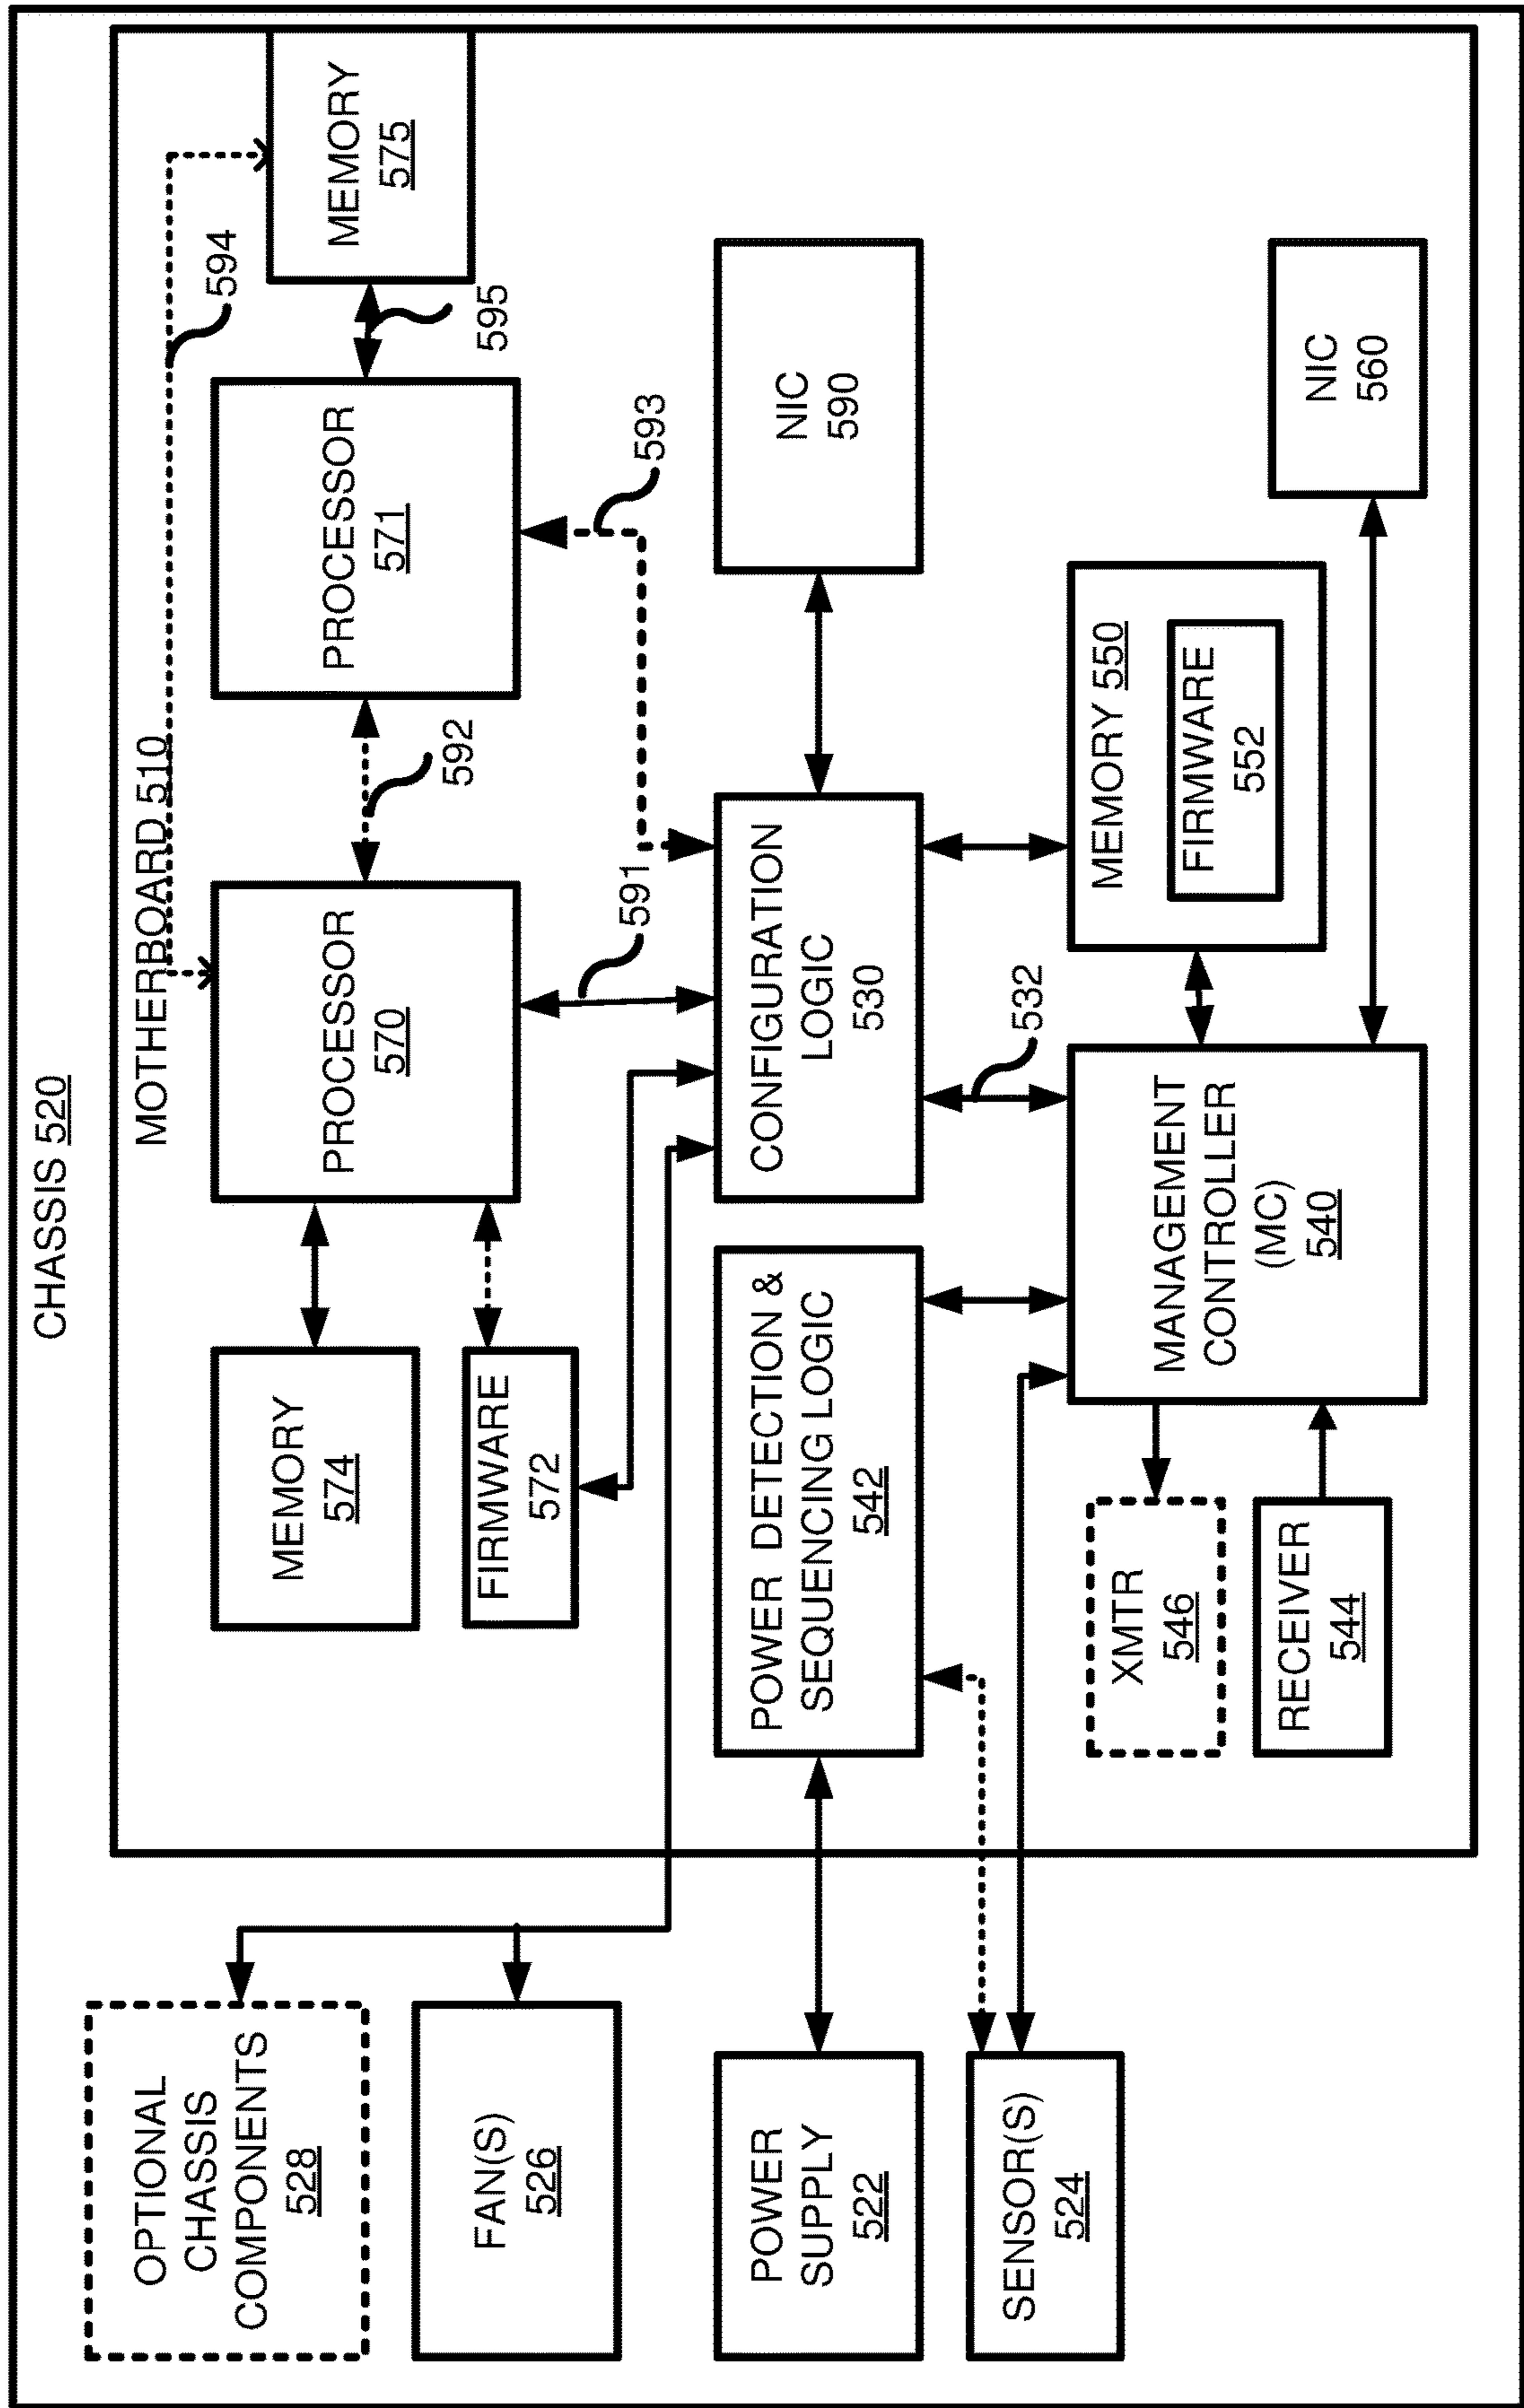 CHASSIS 520
MOTHERBOARD 510
594
OPTIONAL
CHASSIS
COMPONENTS
528
FAN(S)
526
MEMORY
574
FIRMWARE
572
PROCESSOR
570
592
PROCESSOR
571
595
MEMORY
575
591
593
POWER
SUPPLY
522
POWER DETECTION &
SEQUENCING LOGIC
542
CONFIGURATION
LOGIC
530
NIC
590
SENSOR(S)
524
532
XMTR
546
RECEIVER
544
MANAGEMENT
CONTROLLER
(MC)
540
MEMORY 550
FIRMWARE
552
NIC
560